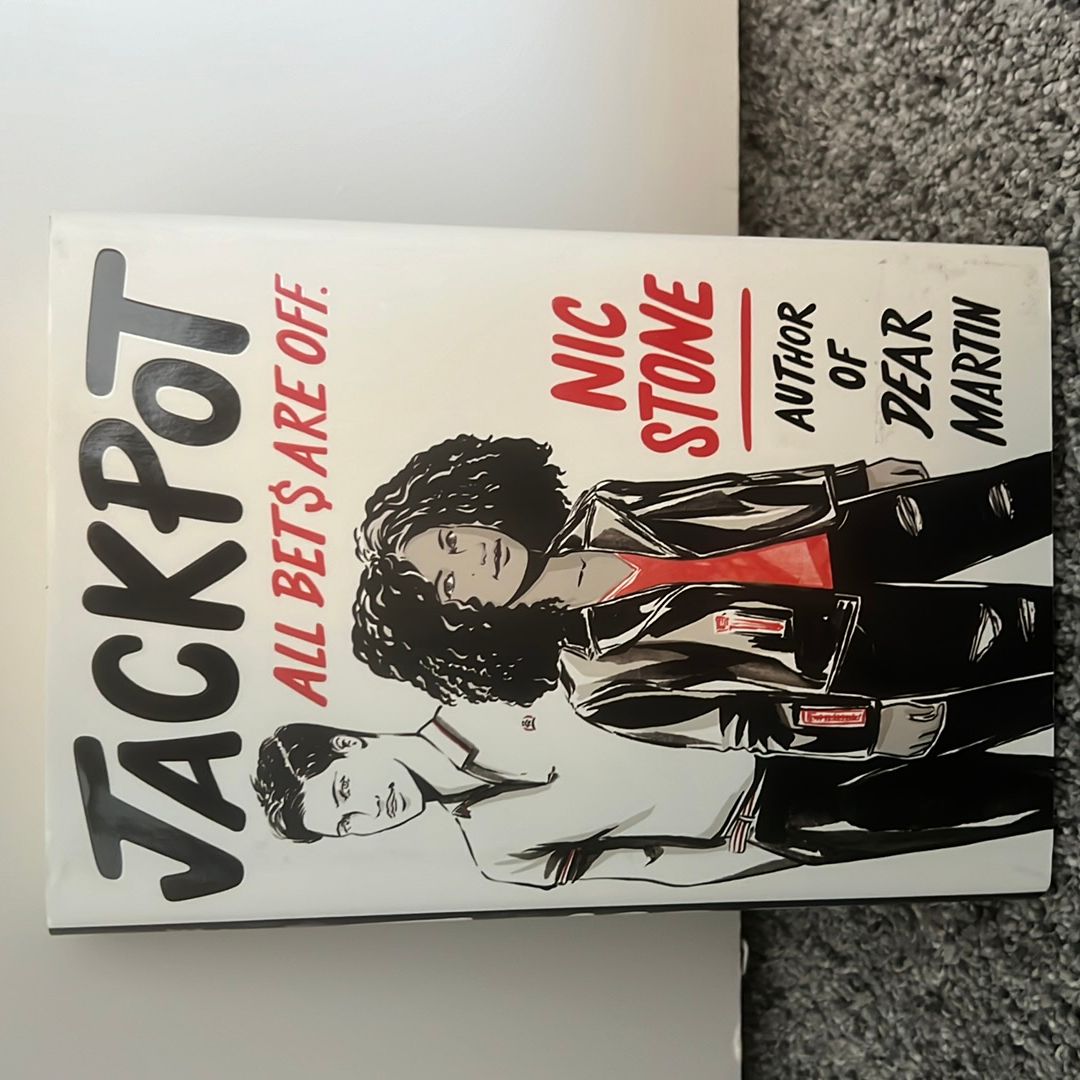 JACKPOT
ALL BET$ ARE OFF.
NIC
STONE
AUTHOR
OF
DEAR
MARTIN